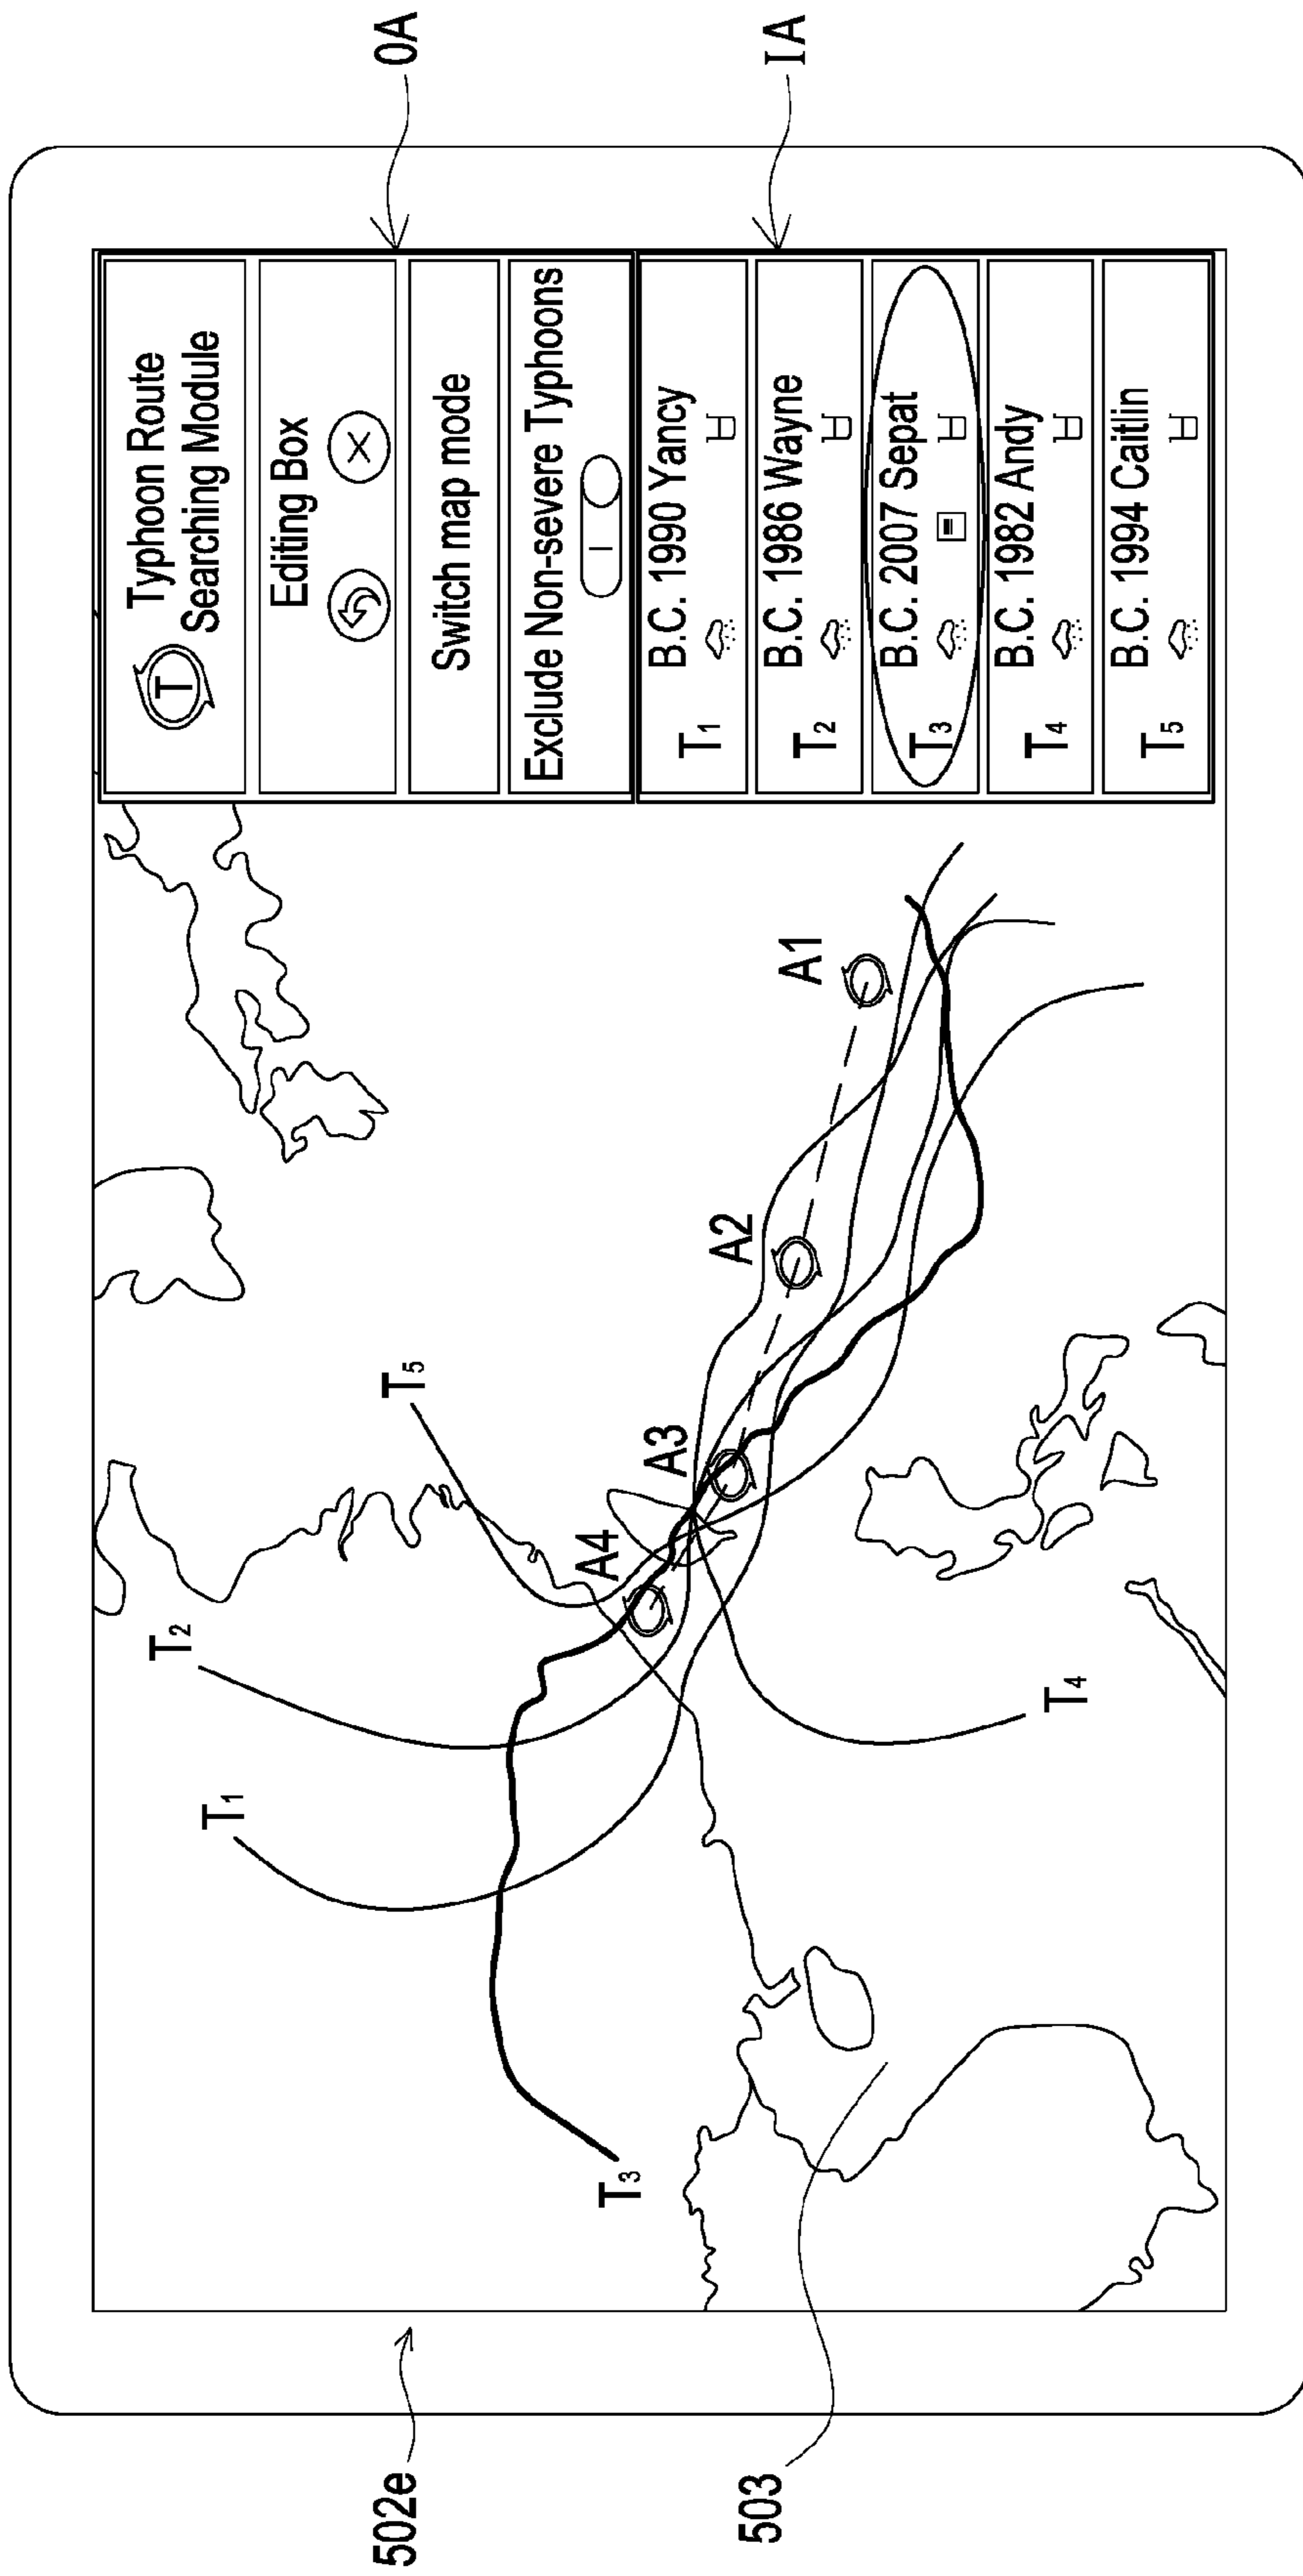 502e
503
OA
IA
T Typhoon Route
Searching Module
Editing Box
Switch map mode
Exclude Non-severe Typhoons
I
T1 B.C. 1990 Yancy
T2 B.C. 1986 Wayne
T3 B.C. 2007 Sepat
T4 B.C. 1982 Andy
T5 B.C. 1994 Caitlin
T2
T1
T5
T3
T4
A4
A3
A2
A1